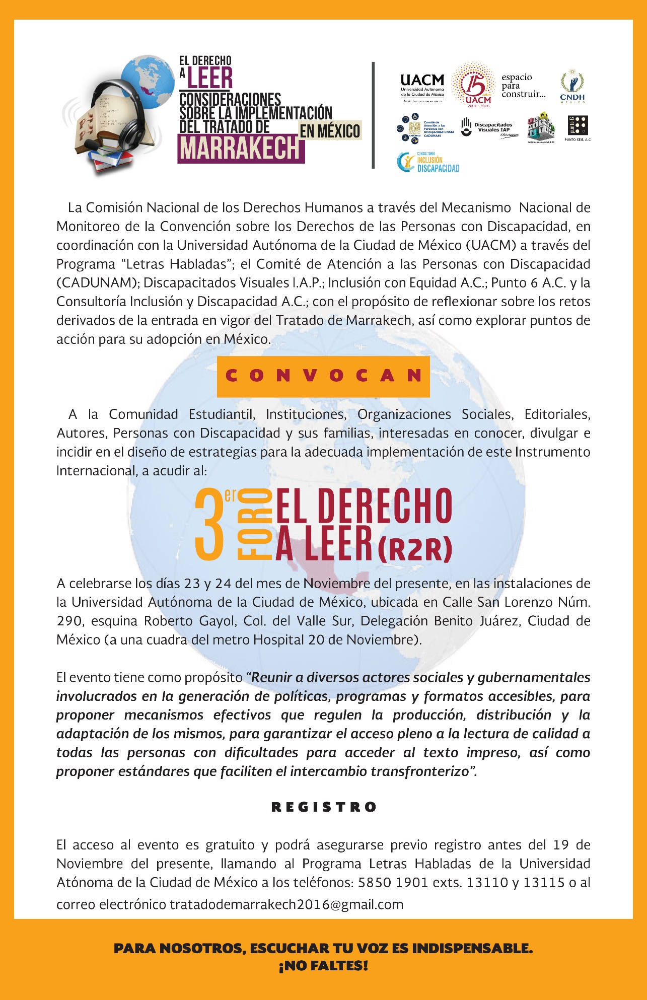 EL DERECHO
A LEER
CONSIDERACIONES
SOBRE LA IMPLEMENTACIÓN
DEL TRATADO DE
EN MÉXICO
MARRAKECH
UACM
Universidad Autónoma
de la Ciudad de México
Nada humano me es ajeno
15
años
UACM
2001 - 2016
espacio
para
construir...
CNDH
MÉXICO
CADUNAM
Comité de
Atención a las
Personas con
Discapacidad UNAM
CADUNAM
Discapacitados
Visuales IAP
Inclusión con equidad A. C.
punto 6
PUNTO SEIS, A.C.
CONSULTORIA
INCLUSIÓN
DISCAPACIDAD
La Comisión Nacional de los Derechos Humanos a través del Mecanismo Nacional de
Monitoreo de la Convención sobre los Derechos de las Personas con Discapacidad, en
coordinación con la Universidad Autónoma de la Ciudad de México (UACM) a través del
Programa “Letras Habladas”; el Comité de Atención a las Personas con Discapacidad
(CADUNAM); Discapacitados Visuales I.A.P.; Inclusión con Equidad A.C.; Punto 6 A.C. y la
Consultoría Inclusión y Discapacidad A.C.; con el propósito de reflexionar sobre los retos
derivados de la entrada en vigor del Tratado de Marrakech, así como explorar puntos de
acción para su adopción en México.
CONVOCAN
A la Comunidad Estudiantil, Instituciones, Organizaciones Sociales, Editoriales,
Autores, Personas con Discapacidad y sus familias, interesadas en conocer, divulgar e
incidir en el diseño de estrategias para la adecuada implementación de este Instrumento
Internacional, a acudir al:
3er FORO EL DERECHO
A LEER (R2R)
A celebrarse los días 23 y 24 del mes de Noviembre del presente, en las instalaciones de
la Universidad Autónoma de la Ciudad de México, ubicada en Calle San Lorenzo Núm.
290, esquina Roberto Gayol, Col. del Valle Sur, Delegación Benito Juárez, Ciudad de
México (a una cuadra del metro Hospital 20 de Noviembre).
El evento tiene como propósito “Reunir a diversos actores sociales y gubernamentales
involucrados en la generación de políticas, programas y formatos accesibles, para
proponer mecanismos efectivos que regulen la producción, distribución y la
adaptación de los mismos, para garantizar el acceso pleno a la lectura de calidad a
todas las personas con dificultades para acceder al texto impreso, así como
proponer estándares que faciliten el intercambio transfronterizo”.
REGISTRO
El acceso al evento es gratuito y podrá asegurarse previo registro antes del 19 de
Noviembre del presente, llamando al Programa Letras Habladas de la Universidad
Atónoma de la Ciudad de México a los teléfonos: 5850 1901 exts. 13110 y 13115 o al
correo electrónico tratadodemarrakech2016@gmail.com
PARA NOSOTROS, ESCUCHAR TU VOZ ES INDISPENSABLE.
¡NO FALTES!